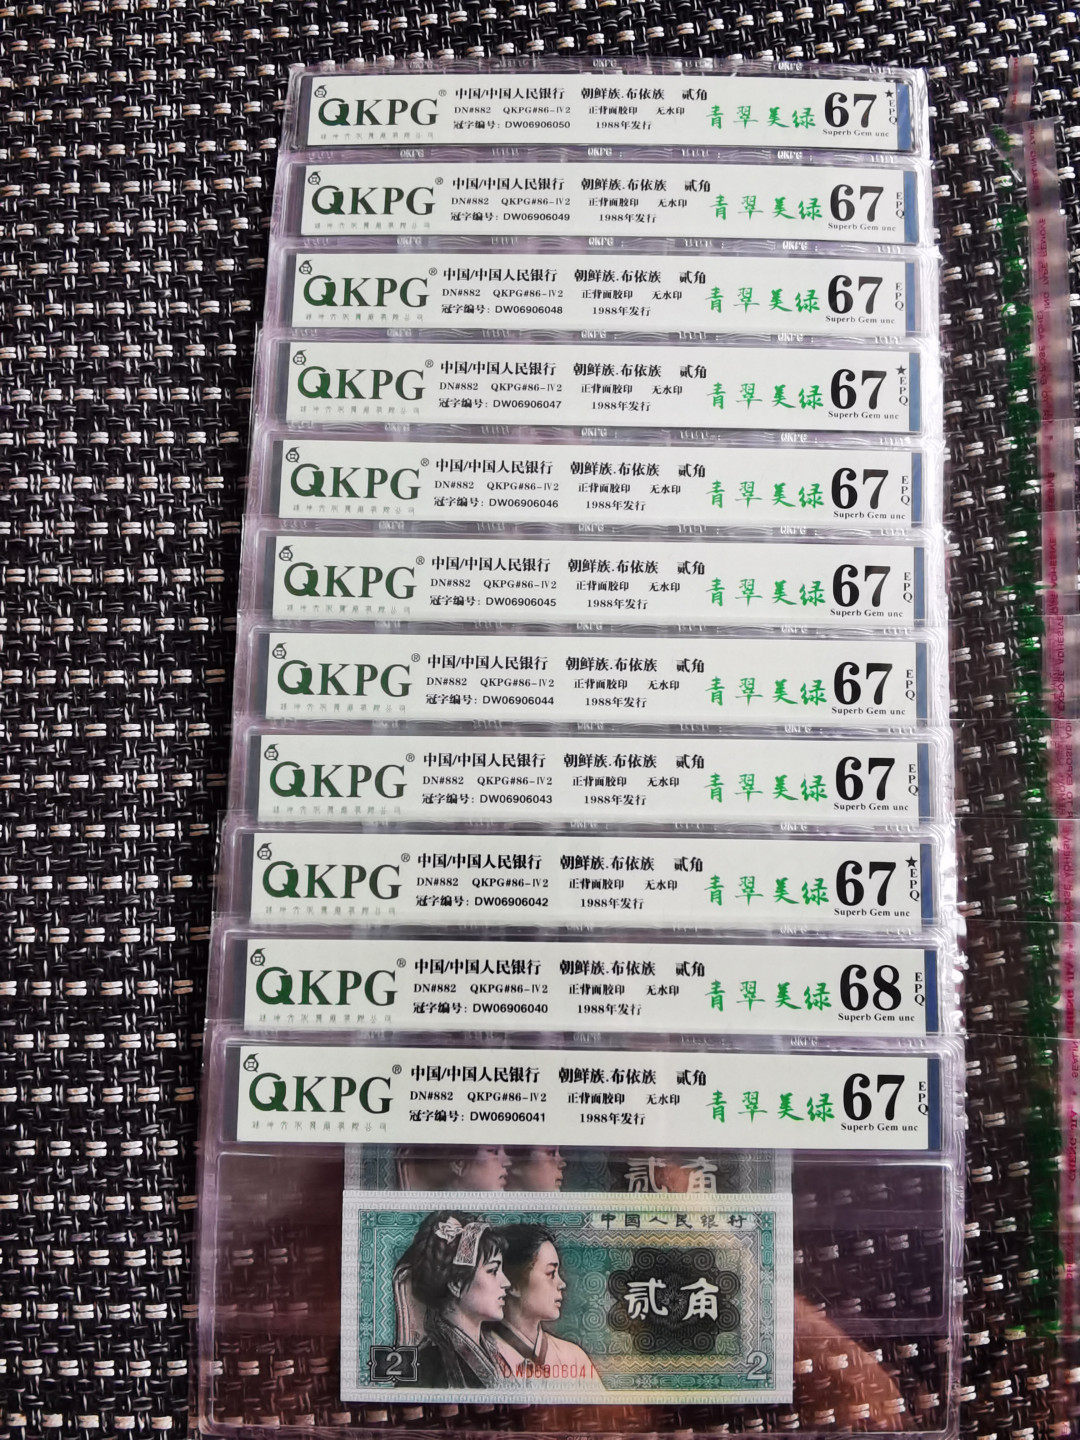 QKPG® 中国/中国人民银行 朝鲜族.布依族 贰角 青翠美绿 67 ★ EPQ
DN#882 QKPG#86-IV2 正背面胶印 无水印
冠字编号: DW06906050 1988年发行 Superb Gem unc
QKPG® 中国/中国人民银行 朝鲜族.布依族 贰角 青翠美绿 67 EPQ
DN#882 QKPG#86-IV2 正背面胶印 无水印
冠字编号: DW06906049 1988年发行 Superb Gem unc
QKPG® 中国/中国人民银行 朝鲜族.布依族 贰角 青翠美绿 67 EPQ
DN#882 QKPG#86-IV2 正背面胶印 无水印
冠字编号: DW06906048 1988年发行 Superb Gem unc
QKPG® 中国/中国人民银行 朝鲜族.布依族 贰角 青翠美绿 67 ★ EPQ
DN#882 QKPG#86-IV2 正背面胶印 无水印
冠字编号: DW06906047 1988年发行 Superb Gem unc
QKPG® 中国/中国人民银行 朝鲜族.布依族 贰角 青翠美绿 67 EPQ
DN#882 QKPG#86-IV2 正背面胶印 无水印
冠字编号: DW06906046 1988年发行 Superb Gem unc
QKPG® 中国/中国人民银行 朝鲜族.布依族 贰角 青翠美绿 67 EPQ
DN#882 QKPG#86-IV2 正背面胶印 无水印
冠字编号: DW06906045 1988年发行 Superb Gem unc
QKPG® 中国/中国人民银行 朝鲜族.布依族 贰角 青翠美绿 67 EPQ
DN#882 QKPG#86-IV2 正背面胶印 无水印
冠字编号: DW06906044 1988年发行 Superb Gem unc
QKPG® 中国/中国人民银行 朝鲜族.布依族 贰角 青翠美绿 67 EPQ
DN#882 QKPG#86-IV2 正背面胶印 无水印
冠字编号: DW06906043 1988年发行 Superb Gem unc
QKPG® 中国/中国人民银行 朝鲜族.布依族 贰角 青翠美绿 67 ★ EPQ
DN#882 QKPG#86-IV2 正背面胶印 无水印
冠字编号: DW06906042 1988年发行 Superb Gem unc
QKPG® 中国/中国人民银行 朝鲜族.布依族 贰角 青翠美绿 68 EPQ
DN#882 QKPG#86-IV2 正背面胶印 无水印
冠字编号: DW06906040 1988年发行 Superb Gem unc
QKPG® 中国/中国人民银行 朝鲜族.布依族 贰角 青翠美绿 67 EPQ
DN#882 QKPG#86-IV2 正背面胶印 无水印
冠字编号: DW06906041 1988年发行 Superb Gem unc
贰角
中国人民银行
贰角
2 DW06906041 2